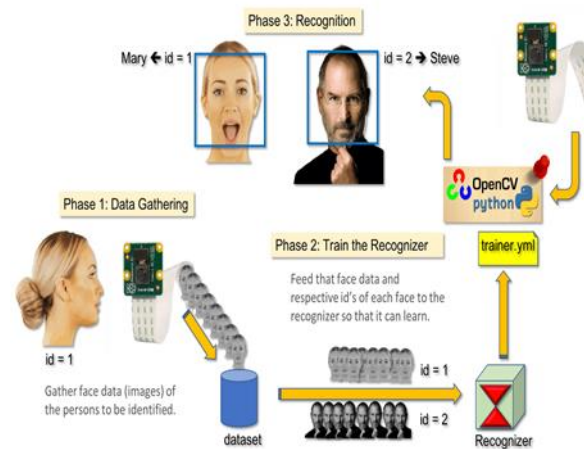 Phase 3: Recognition
Mary ← id = 1
id = 2 → Steve
OpenCV
python
Phase 1: Data Gathering
Phase 2: Train the Recognizer
trainer.yml
Feed that face data and
respective id's of each face to the
recognizer so that it can learn.
id = 1
Gather face data (images) of
the persons to be identified.
id = 1
id = 2
dataset
Recognizer